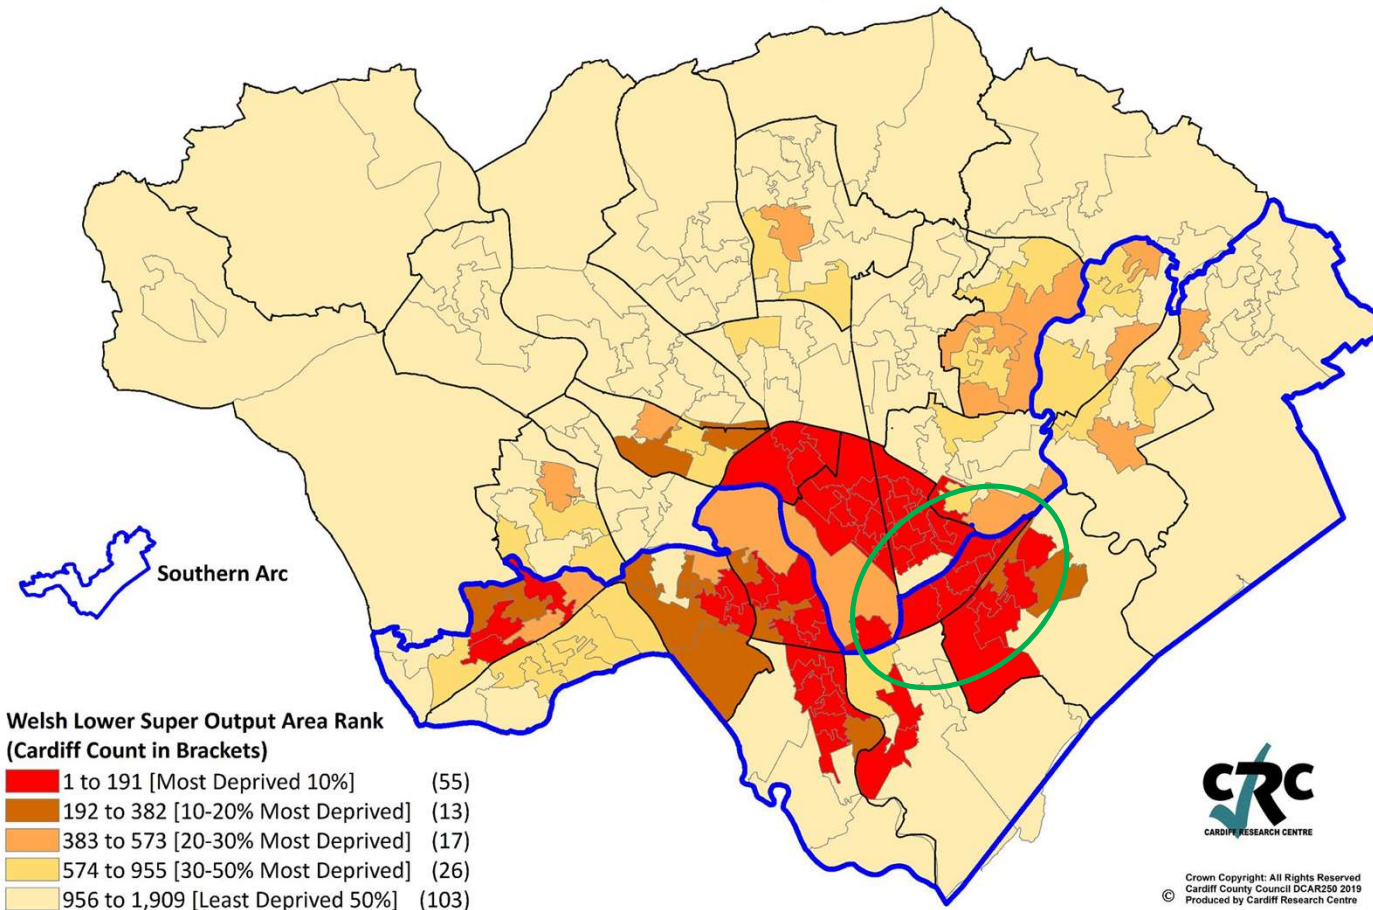 Southern Arc
Welsh Lower Super Output Area Rank
(Cardiff Count in Brackets)
1 to 191 [Most Deprived 10%] (55)
192 to 382 [10-20% Most Deprived] (13)
383 to 573 [20-30% Most Deprived] (17)
574 to 955 [30-50% Most Deprived] (26)
956 to 1,909 [Least Deprived 50%] (103)
CRC
CARDIFF RESEARCH CENTRE
Crown Copyright: All Rights Reserved
Cardiff County Council DCAR250 2019
© Produced by Cardiff Research Centre